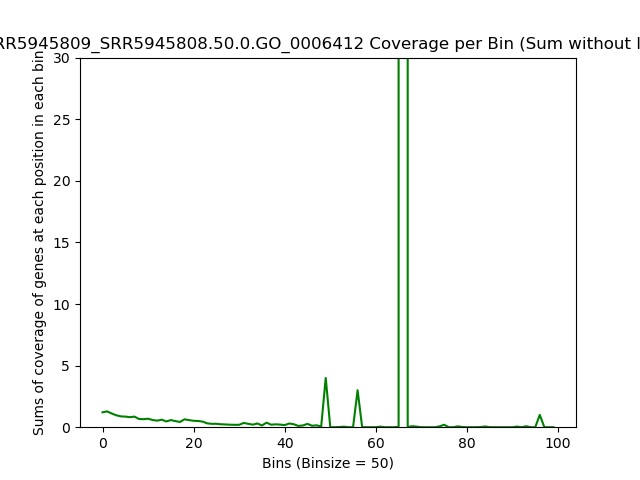 RR5945809_SRR5945808.50.0.GO_0006412 Coverage per Bin (Sum without
Sums of coverage of genes at each position in each bin
30
25
20
15
10
5
0
0 20 40 60 80 100
Bins (Binsize = 50)